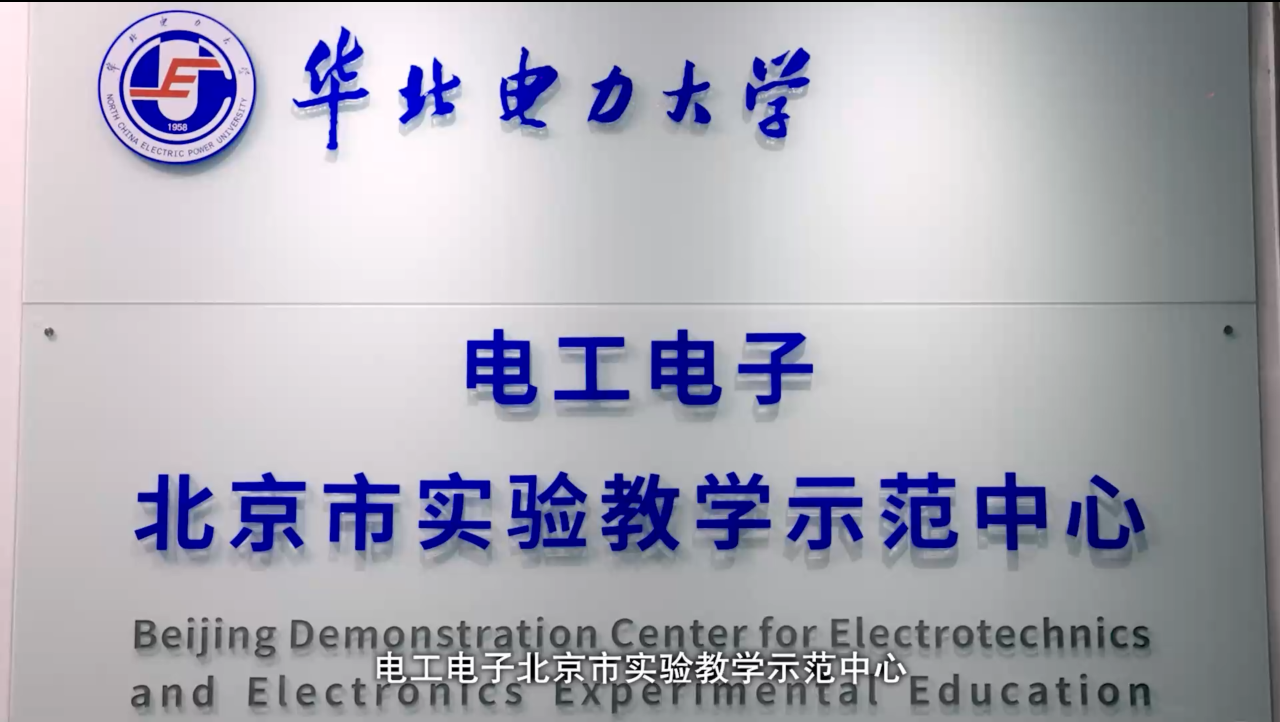 华北电力大学
NORTH CHINA ELECTRIC POWER UNIVERSITY
1958
华北电力大学
电工电子
北京市实验教学示范中心
Beijing Demonstration Center for Electrotechnics
and Electronics Experimental Education
电工电子北京市实验教学示范中心